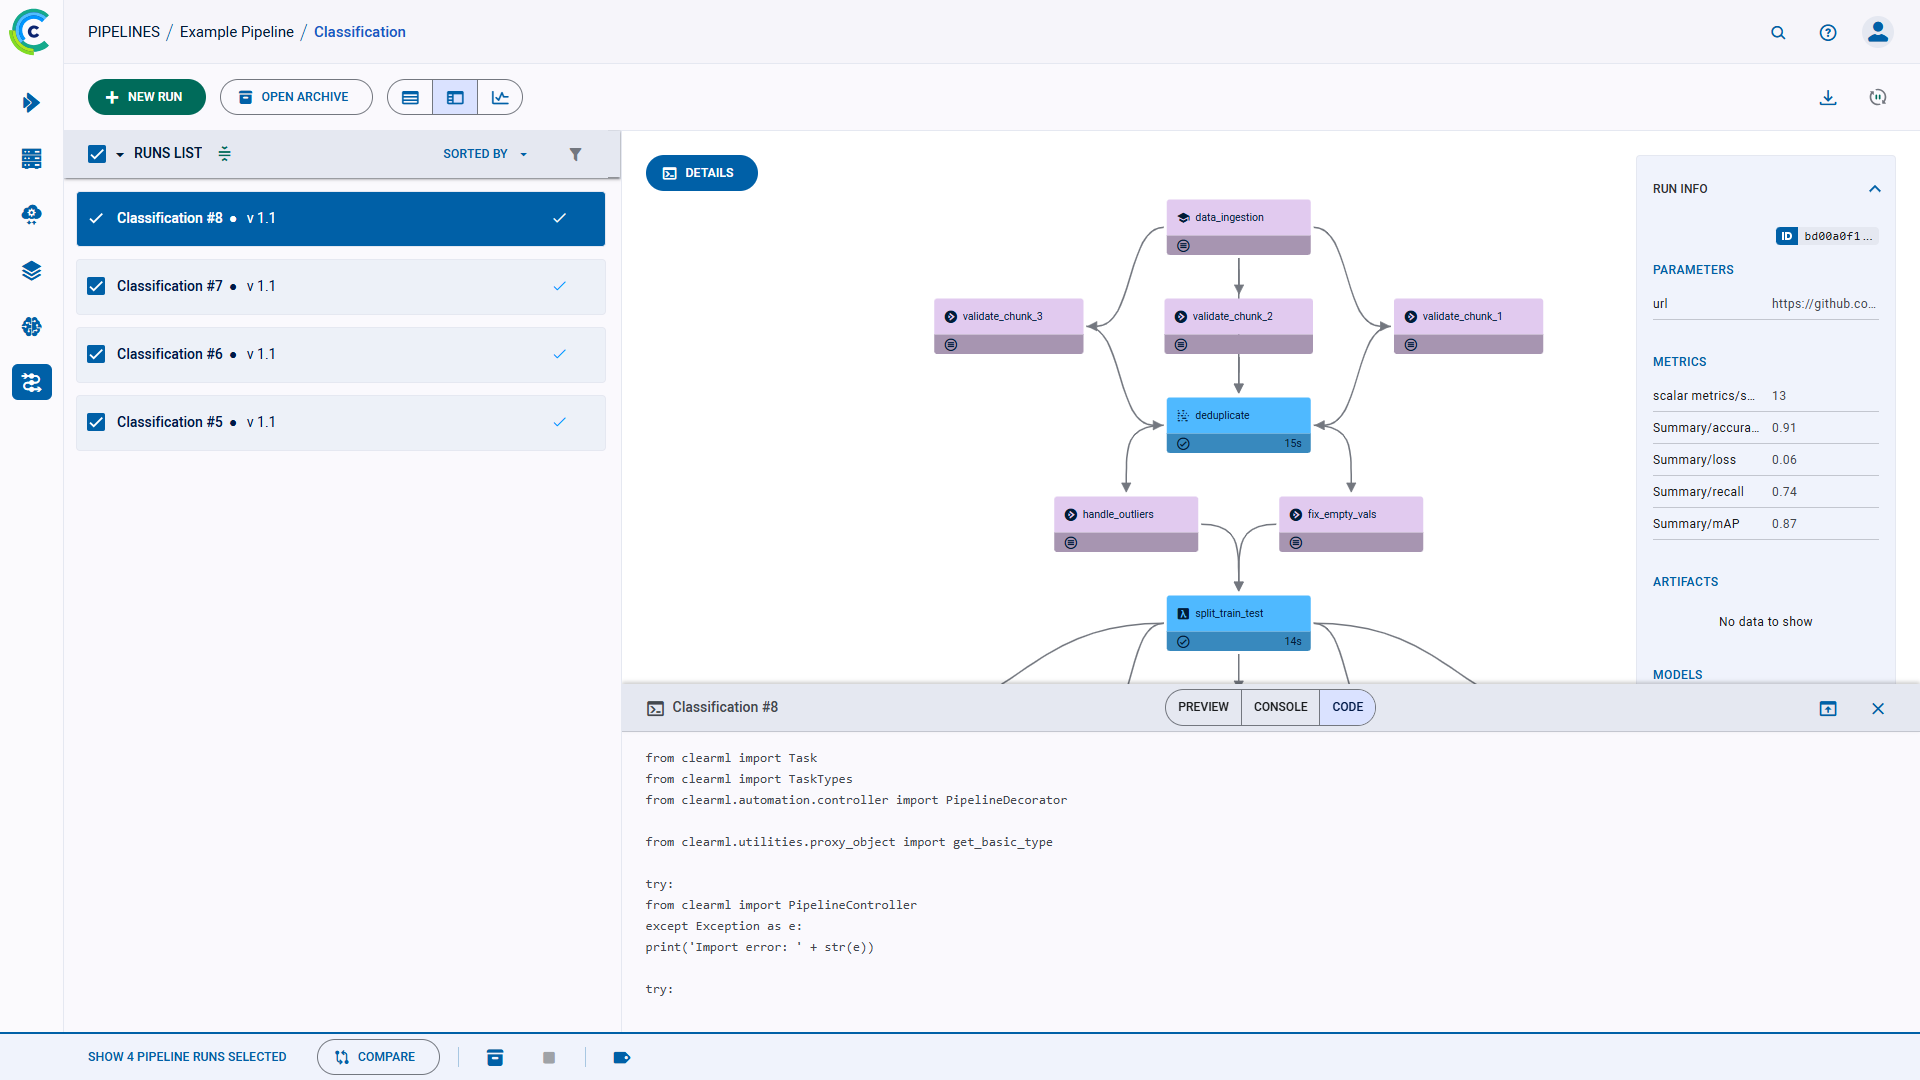 PIPELINES / Example Pipeline / Classification
NEW RUN
OPEN ARCHIVE
RUNS LIST
SORTED BY
Classification #8 ● v 1.1
Classification #7 ● v 1.1
Classification #6 ● v 1.1
Classification #5 ● v 1.1
DETAILS
data_ingestion
validate_chunk_3
validate_chunk_2
validate_chunk_1
deduplicate
15s
handle_outliers
fix_empty_vals
split_train_test
14s
RUN INFO
ID bd00a0f1...
PARAMETERS
url https://github.co...
METRICS
scalar metrics/s... 13
Summary/accura... 0.91
Summary/loss 0.06
Summary/recall 0.74
Summary/mAP 0.87
ARTIFACTS
No data to show
MODELS
Classification #8
PREVIEW CONSOLE CODE
from clearml import Task
from clearml import TaskTypes
from clearml.automation.controller import PipelineDecorator
from clearml.utilities.proxy_object import get_basic_type
try:
from clearml import PipelineController
except Exception as e:
print('Import error: ' + str(e))
try:
SHOW 4 PIPELINE RUNS SELECTED
COMPARE